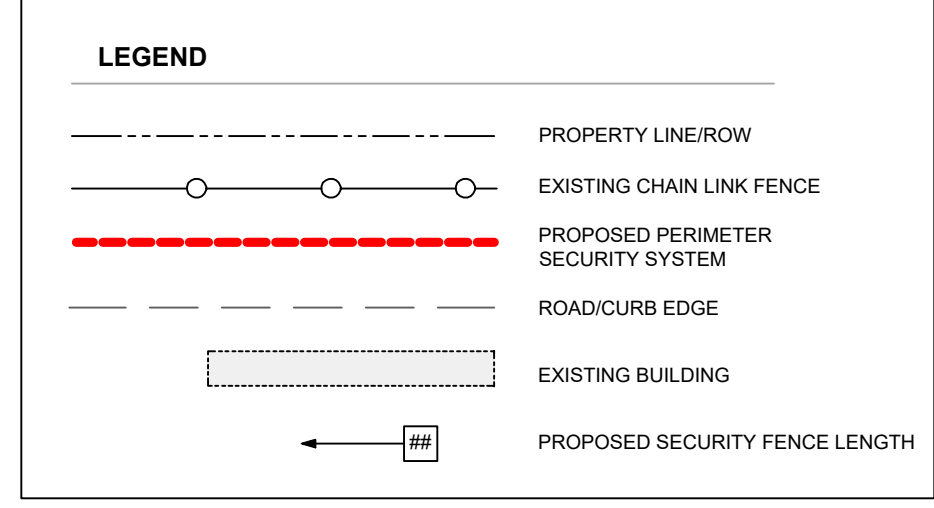 LEGEND
PROPERTY LINE/ROW
EXISTING CHAIN LINK FENCE
PROPOSED PERIMETER
SECURITY SYSTEM
ROAD/CURB EDGE
EXISTING BUILDING
## PROPOSED SECURITY FENCE LENGTH